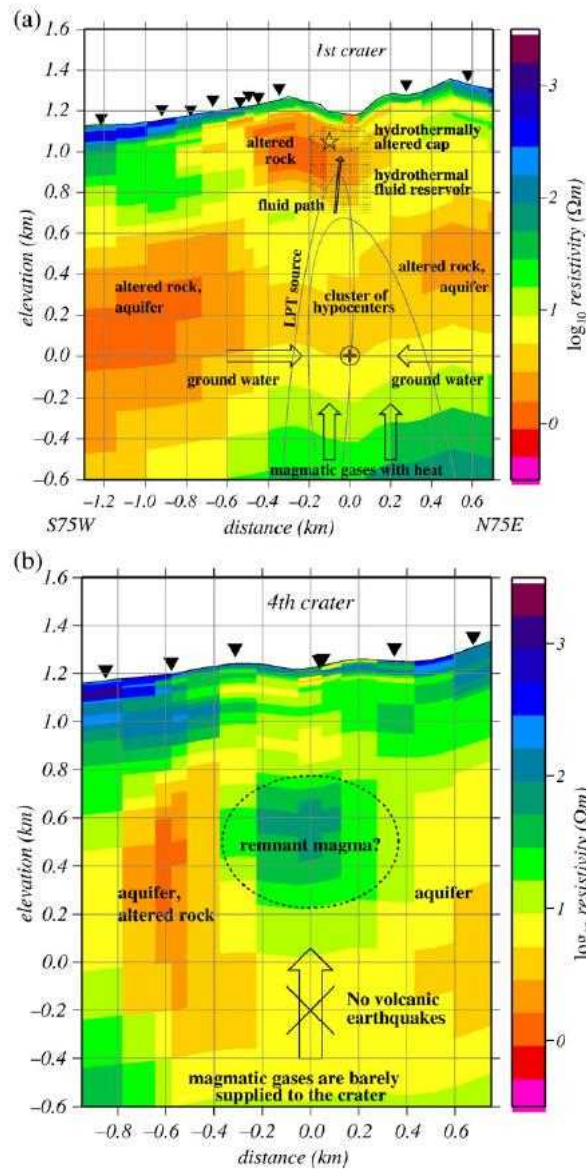 (a)
1st crater
1.6
1.4
1.2
1.0
0.8
0.6
0.4
0.2
0.0
−0.2
−0.4
−0.6
elevation (km)
altered
rock
hydrothermally
altered cap
hydrothermal
fluid reservoir
fluid path
LPT source
altered rock,
aquifer
cluster of
hypocenters
altered rock,
aquifer
ground water
ground water
magmatic gases with heat
−1.2 −1.0 −0.8 −0.6 −0.4 −0.2 0.0 0.2 0.4 0.6
S75W
distance (km)
N75E
3
2
1
0
log10 resistivity (Ωm)
(b)
4th crater
1.6
1.4
1.2
1.0
0.8
0.6
0.4
0.2
0.0
−0.2
−0.4
−0.6
elevation (km)
remnant magma?
aquifer,
altered rock
aquifer
No volcanic
earthquakes
magmatic gases are barely
supplied to the crater
−0.8 −0.6 −0.4 −0.2 0.0 0.2 0.4 0.6
distance (km)
3
2
1
0
resistivity (Ωm)